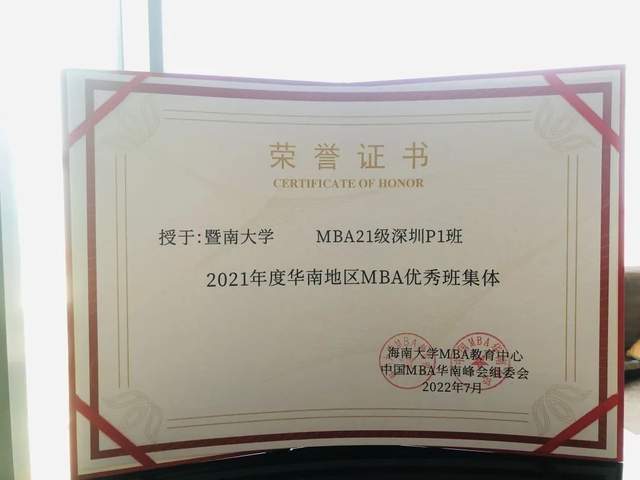 荣誉证书
CERTIFICATE OF HONOR
授于:暨南大学 MBA21级深圳P1班
2021年度华南地区MBA优秀班集体
海南大学MBA教育中心
中国MBA华南峰会组委会
2022年7月